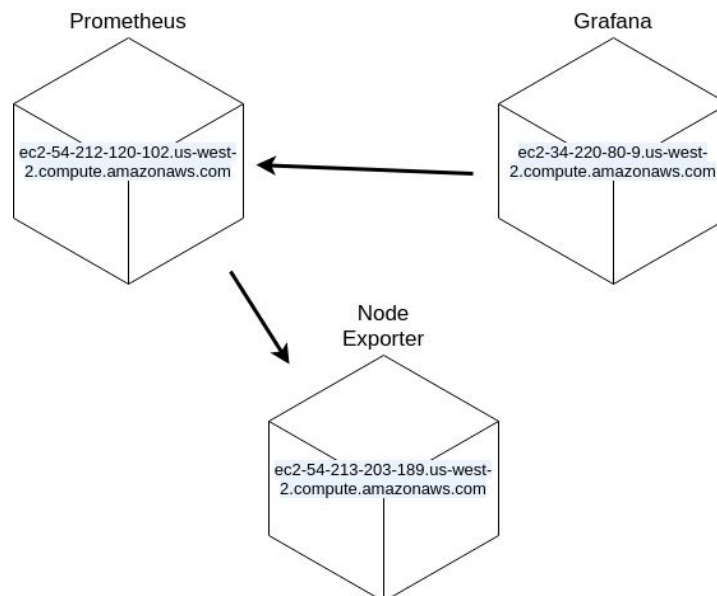 Prometheus
Grafana
ec2-54-212-120-102.us-west-
2.compute.amazonaws.com
ec2-34-220-80-9.us-west-
2.compute.amazonaws.com
Node
Exporter
ec2-54-213-203-189.us-west-
2.compute.amazonaws.com